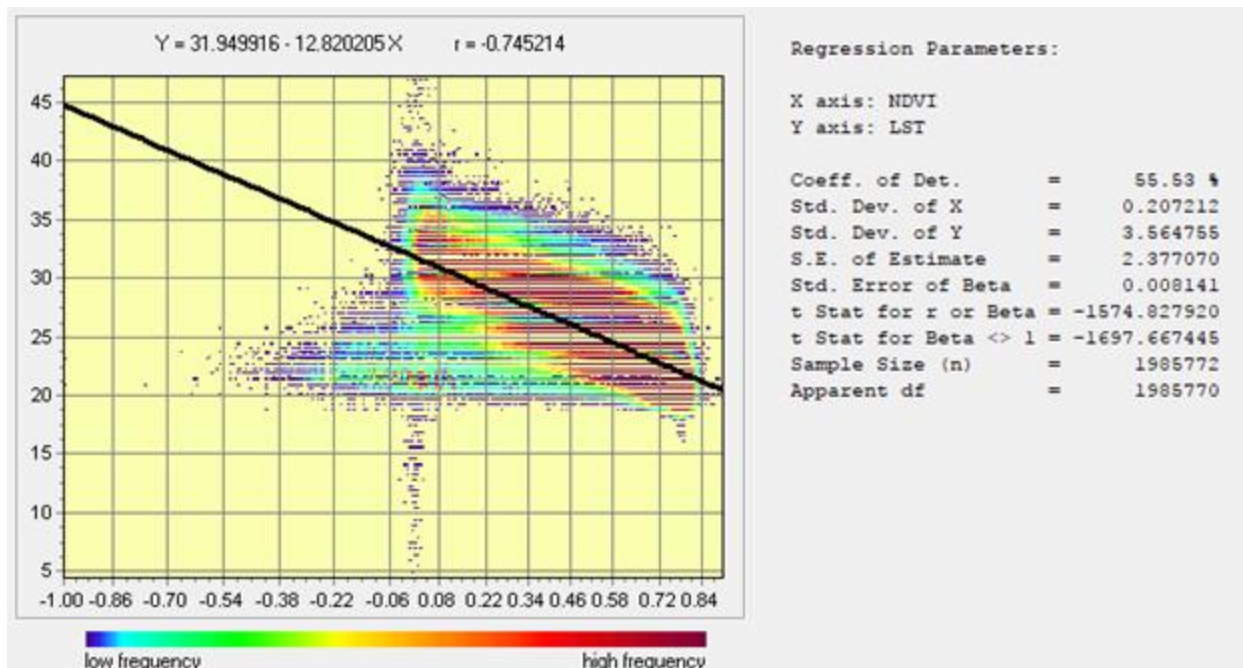 Y = 31.949916 - 12.820205X r = -0.745214
45
40
35
30
25
20
15
10
5
-1.00 -0.86 -0.70 -0.54 -0.38 -0.22 -0.06 0.08 0.22 0.34 0.46 0.58 0.72 0.84
low frequency high frequency
Regression Parameters:
X axis: NDVI
Y axis: LST
Coeff. of Det. = 55.53 %
Std. Dev. of X = 0.207212
Std. Dev. of Y = 3.564755
S.E. of Estimate = 2.377070
Std. Error of Beta = 0.008141
t Stat for r or Beta = -1574.827920
t Stat for Beta <> 1 = -1697.667445
Sample Size (n) = 1985772
Apparent df = 1985770